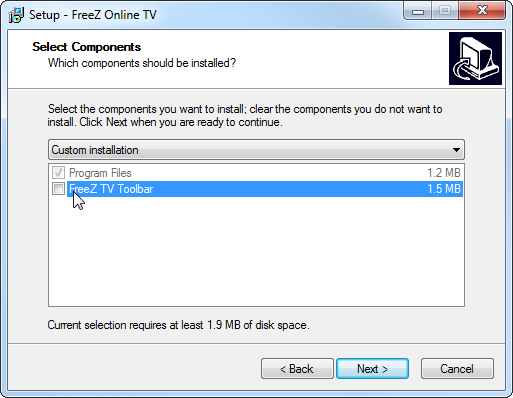 Setup - FreeZ Online TV
Select Components
Which components should be installed?
Select the components you want to install; clear the components you do not want to
install. Click Next when you are ready to continue.
Custom installation
Program Files 1.2 MB
FreeZ TV Toolbar 1.5 MB
Current selection requires at least 1.9 MB of disk space.
< Back Next > Cancel